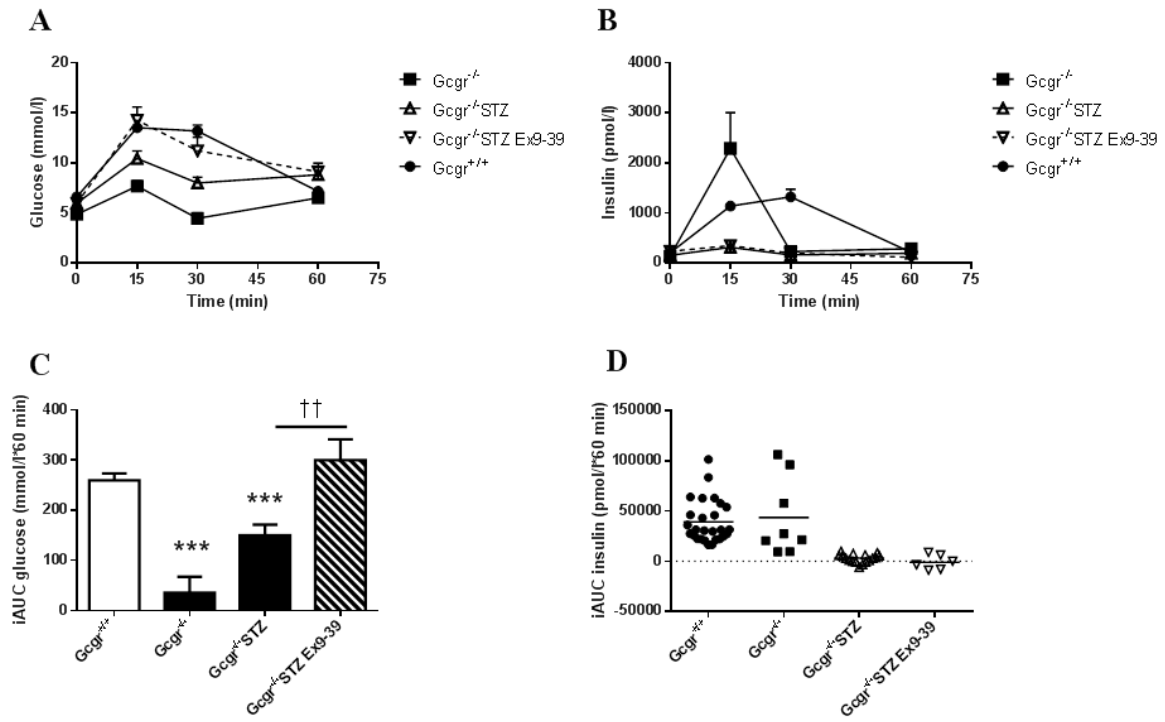 A
20
15
10
5
0
0 15 30 45 60 75
Glucose (mmol/l)
Time (min)
Gcgr-/-
Gcgr-/-STZ
Gcgr-/-STZ Ex9-39
Gcgr+/+
B
4000
3000
2000
1000
0
0 15 30 45 60 75
Insulin (pmol/l)
Time (min)
Gcgr-/-
Gcgr-/-STZ
Gcgr-/-STZ Ex9-39
Gcgr+/+
C
400
300
200
100
0
iAUC glucose (mmol/l*60 min)
***
***
††
Gcgr+/+
Gcgr-/-
Gcgr-/-STZ
Gcgr-/-STZ Ex9-39
D
150000
100000
50000
0
-50000
iAUC insulin (pmol/l*60 min)
Gcgr+/+
Gcgr-/-
Gcgr-/-STZ
Gcgr-/-STZ Ex9-39